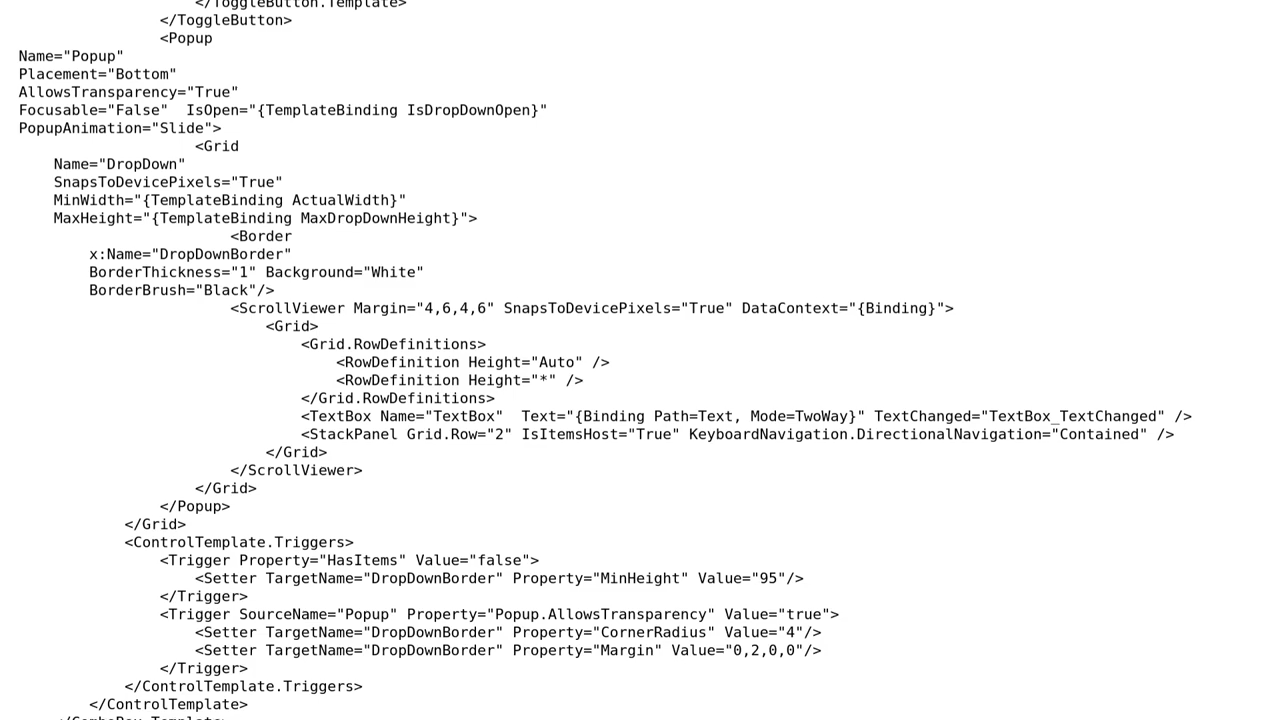 </ToggleButton.Template>
</ToggleButton>
<Popup
Name="Popup"
Placement="Bottom"
AllowsTransparency="True"
Focusable="False"  IsOpen="{TemplateBinding IsDropDownOpen}"
PopupAnimation="Slide">
<Grid
Name="DropDown"
SnapsToDevicePixels="True"
MinWidth="{TemplateBinding ActualWidth}"
MaxHeight="{TemplateBinding MaxDropDownHeight}">
<Border
x:Name="DropDownBorder"
BorderThickness="1" Background="White"
BorderBrush="Black"/>
<ScrollViewer Margin="4,6,4,6" SnapsToDevicePixels="True" DataContext="{Binding}">
<Grid>
<Grid.RowDefinitions>
<RowDefinition Height="Auto" />
<RowDefinition Height="*" />
</Grid.RowDefinitions>
<TextBox Name="TextBox"  Text="{Binding Path=Text, Mode=TwoWay}" TextChanged="TextBox_TextChanged" />
<StackPanel Grid.Row="2" IsItemsHost="True" KeyboardNavigation.DirectionalNavigation="Contained" />
</Grid>
</ScrollViewer>
</Grid>
</Popup>
</Grid>
<ControlTemplate.Triggers>
<Trigger Property="HasItems" Value="false">
<Setter TargetName="DropDownBorder" Property="MinHeight" Value="95"/>
</Trigger>
<Trigger SourceName="Popup" Property="Popup.AllowsTransparency" Value="true">
<Setter TargetName="DropDownBorder" Property="CornerRadius" Value="4"/>
<Setter TargetName="DropDownBorder" Property="Margin" Value="0,2,0,0"/>
</Trigger>
</ControlTemplate.Triggers>
</ControlTemplate>
</ComboBox.Template>